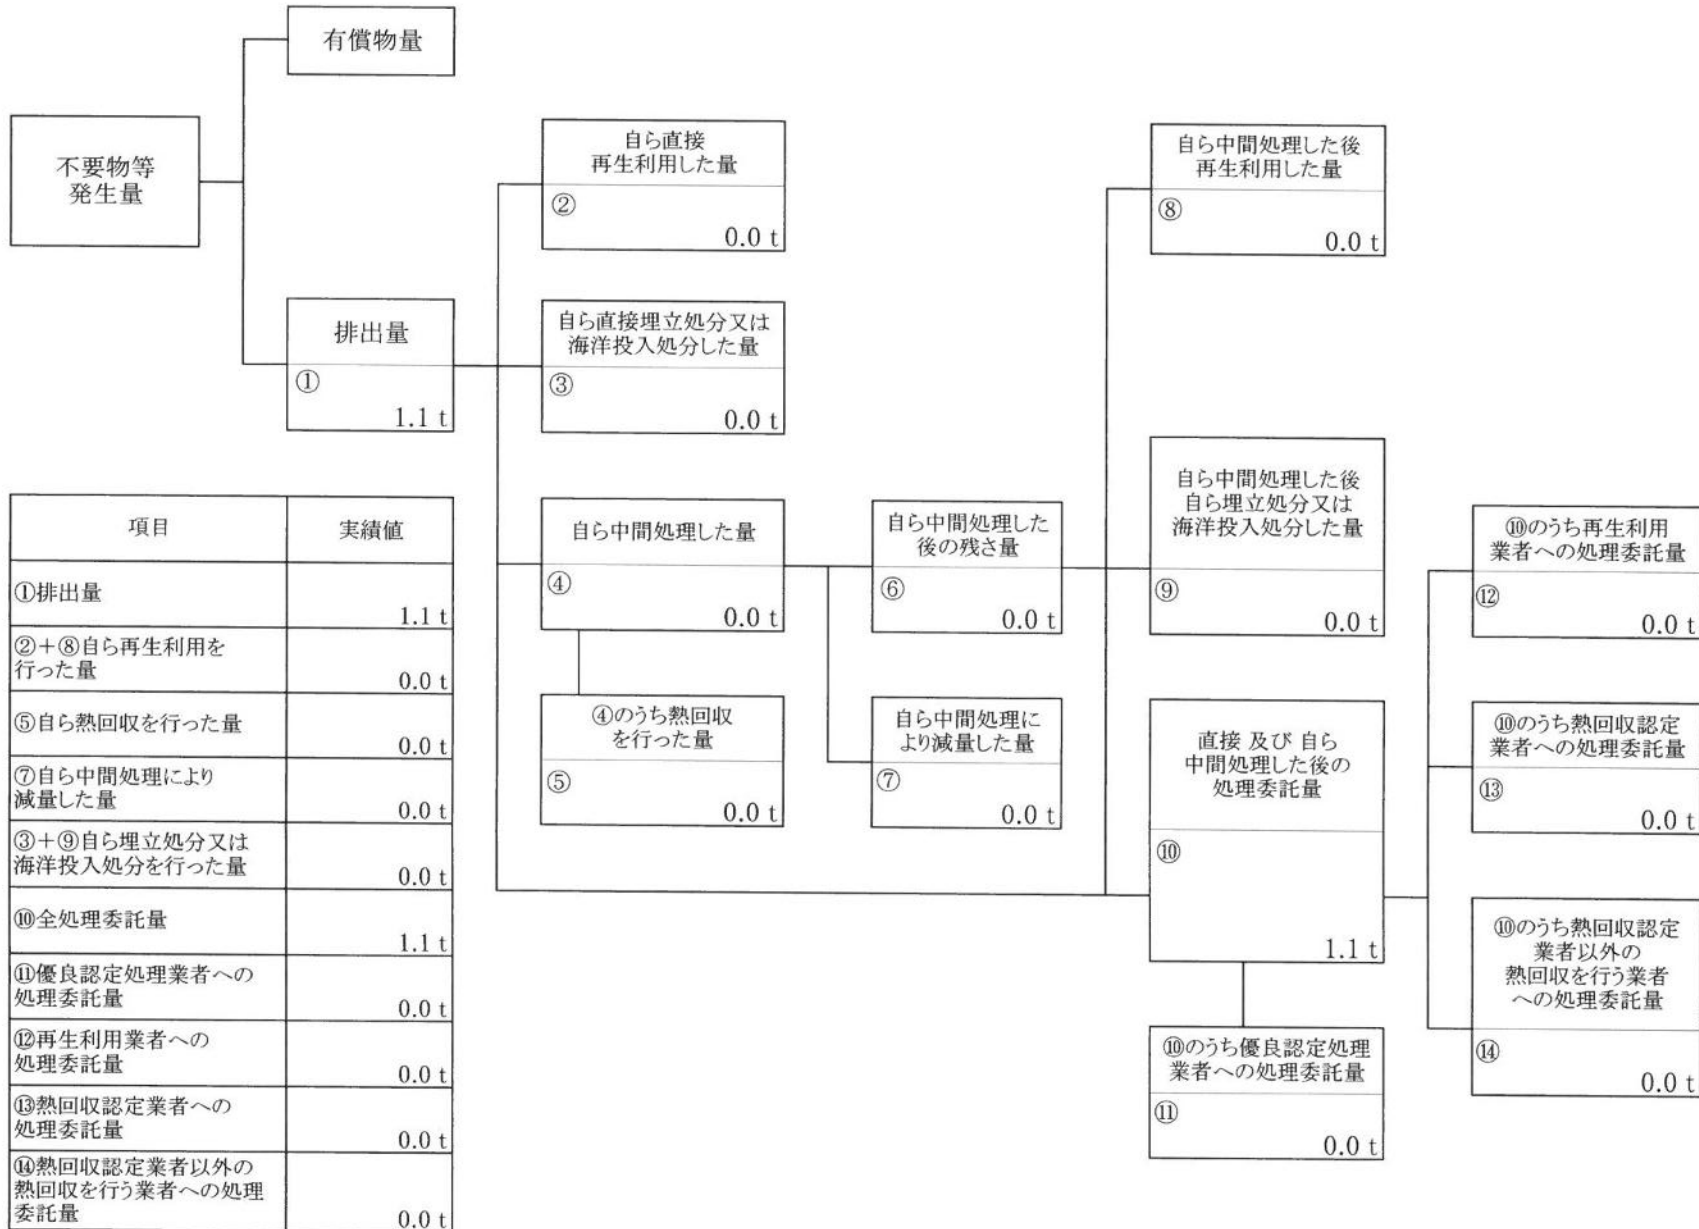 有償物量
不要物等
発生量
排出量
①
1.1 t
自ら直接
再生利用した量
②
0.0 t
自ら直接埋立処分又は
海洋投入処分した量
③
0.0 t
自ら中間処理した量
④
0.0 t
④のうち熱回収
を行った量
⑤
0.0 t
自ら中間処理した
後の残さ量
⑥
0.0 t
自ら中間処理に
より減量した量
⑦
0.0 t
自ら中間処理した後
再生利用した量
⑧
0.0 t
自ら中間処理した後
自ら埋立処分又は
海洋投入処分した量
⑨
0.0 t
直接 及び 自ら
中間処理した後の
処理委託量
⑩
1.1 t
⑩のうち優良認定処理
業者への処理委託量
⑪
0.0 t
⑩のうち再生利用
業者への処理委託量
⑫
0.0 t
⑩のうち熱回収認定
業者への処理委託量
⑬
0.0 t
⑩のうち熱回収認定
業者以外の
熱回収を行う業者
への処理委託量
⑭
0.0 t
項目 実績値
①排出量
1.1 t
②+⑧自ら再生利用を
行った量
0.0 t
⑤自ら熱回収を行った量
0.0 t
⑦自ら中間処理により
減量した量
0.0 t
③+⑨自ら埋立処分又は
海洋投入処分を行った量
0.0 t
⑩全処理委託量
1.1 t
⑪優良認定処理業者への
処理委託量
0.0 t
⑫再生利用業者への
処理委託量
0.0 t
⑬熱回収認定業者への
処理委託量
0.0 t
⑭熱回収認定業者以外の
熱回収を行う業者への処理
委託量
0.0 t